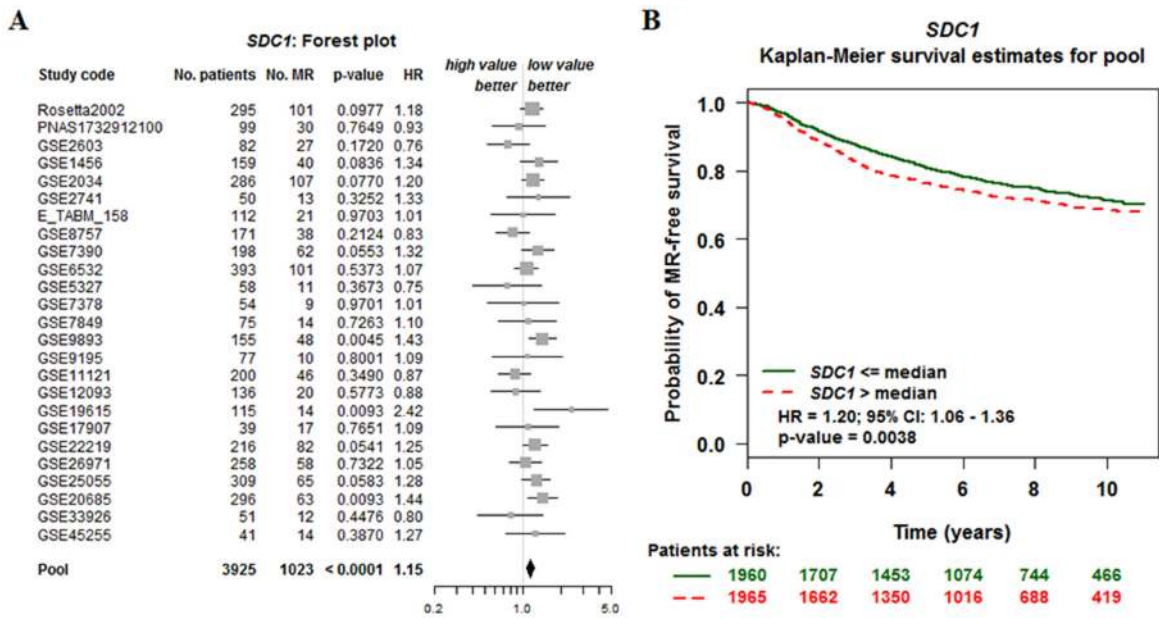 A
SDC1: Forest plot
Study code No. patients No. MR p-value HR high value better low value better
Rosetta2002 295 101 0.0977 1.18
PNAS1732912100 99 30 0.7649 0.93
GSE2603 82 27 0.1720 0.76
GSE1456 159 40 0.0836 1.34
GSE2034 286 107 0.0770 1.20
GSE2741 50 13 0.3252 1.33
E_TABM_158 112 21 0.9703 1.01
GSE8757 171 38 0.2124 0.83
GSE7390 198 62 0.0553 1.32
GSE6532 393 101 0.5373 1.07
GSE5327 58 11 0.3673 0.75
GSE7378 54 9 0.9701 1.01
GSE7849 75 14 0.7263 1.10
GSE9893 155 48 0.0045 1.43
GSE9195 77 10 0.8001 1.09
GSE11121 200 46 0.3490 0.87
GSE12093 136 20 0.5773 0.88
GSE19615 115 14 0.0093 2.42
GSE17907 39 17 0.7651 1.09
GSE22219 216 82 0.0541 1.25
GSE26971 258 58 0.7322 1.05
GSE25055 309 65 0.0583 1.28
GSE20685 296 63 0.0093 1.44
GSE33926 51 12 0.4476 0.80
GSE45255 41 14 0.3870 1.27
Pool 3925 1023 < 0.0001 1.15
0.2 1.0 5.0
B
SDC1
Kaplan-Meier survival estimates for pool
Probability of MR-free survival
1.0
0.8
0.6
0.4
0.2
0.0
SDC1 <= median
SDC1 > median
HR = 1.20; 95% CI: 1.06 - 1.36
p-value = 0.0038
0 2 4 6 8 10
Time (years)
Patients at risk:
1960 1707 1453 1074 744 466
1965 1662 1350 1016 688 419